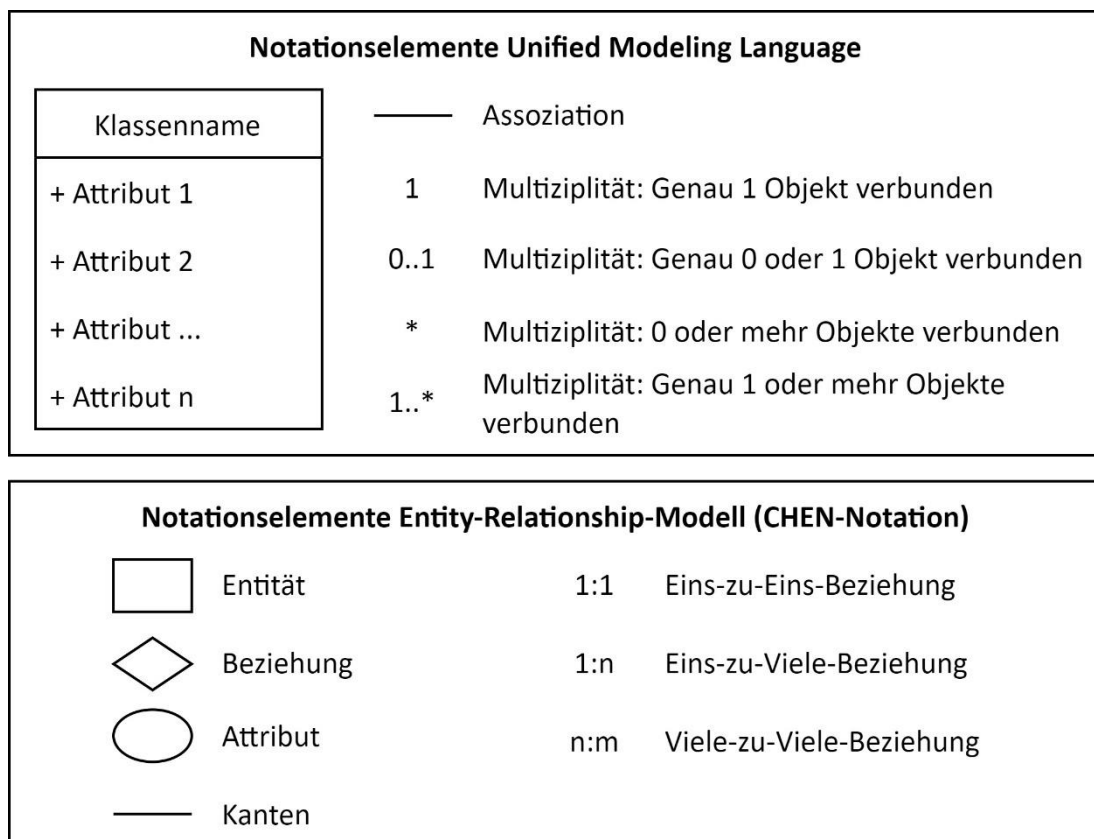 Notationselemente Unified Modeling Language
Klassenname
+ Attribut 1
+ Attribut 2
+ Attribut ...
+ Attribut n
Assoziation
1 Multiziplität: Genau 1 Objekt verbunden
0..1 Multiziplität: Genau 0 oder 1 Objekt verbunden
* Multiziplität: 0 oder mehr Objekte verbunden
1..* Multiziplität: Genau 1 oder mehr Objekte
verbunden
Notationselemente Entity-Relationship-Modell (CHEN-Notation)
Entität
Beziehung
Attribut
Kanten
1:1 Eins-zu-Eins-Beziehung
1:n Eins-zu-Viele-Beziehung
n:m Viele-zu-Viele-Beziehung